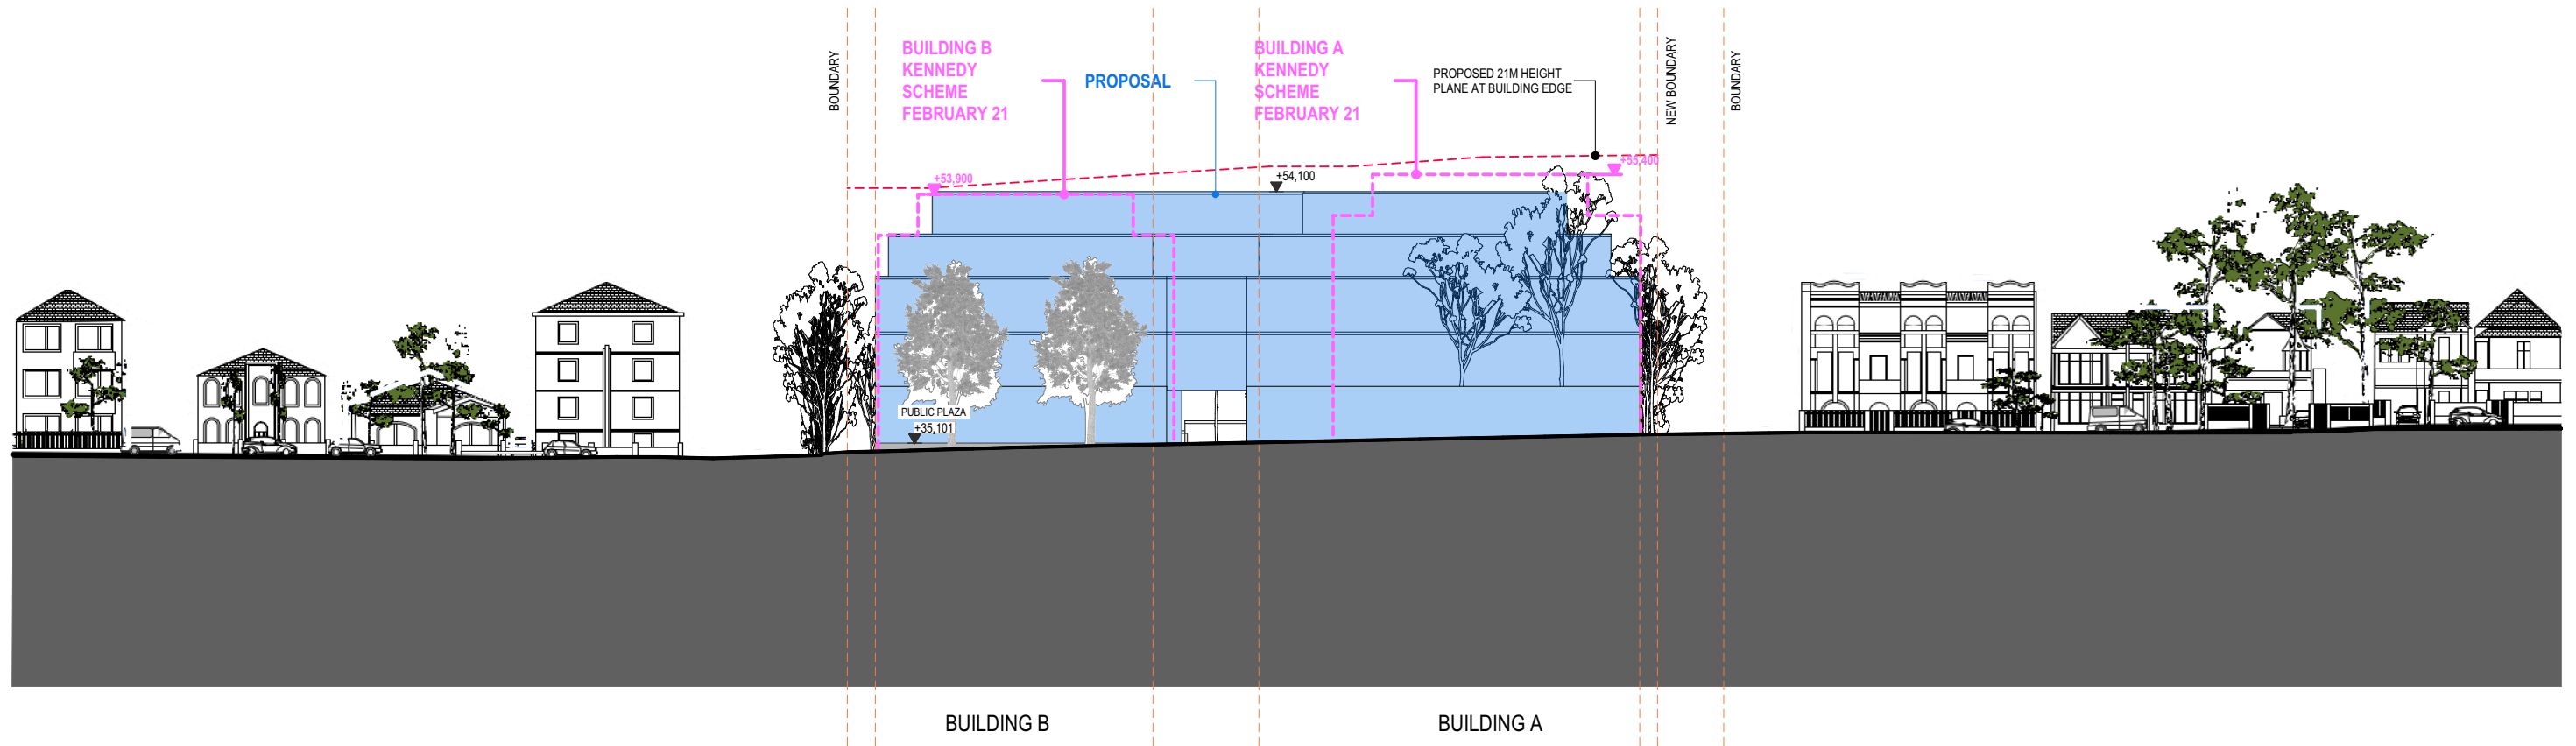 BOUNDARY
BUILDING B
KENNEDY
SCHEME
FEBRUARY 21
PROPOSAL
BUILDING A
KENNEDY
SCHEME
FEBRUARY 21
PROPOSED 21M HEIGHT
PLANE AT BUILDING EDGE
NEW BOUNDARY
BOUNDARY
+53,900
+54,100
+55,400
PUBLIC PLAZA
+35,101
BUILDING B
BUILDING A